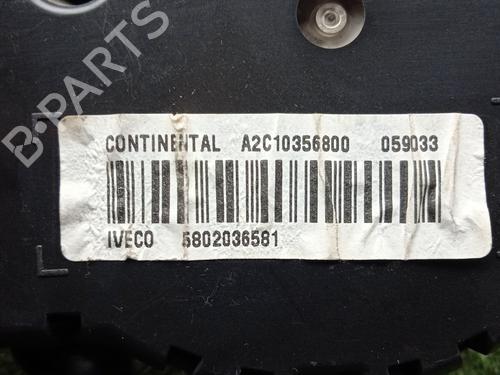 B-PARTS
CONTINENTAL A2C10356800 059033
IVECO 5802036581